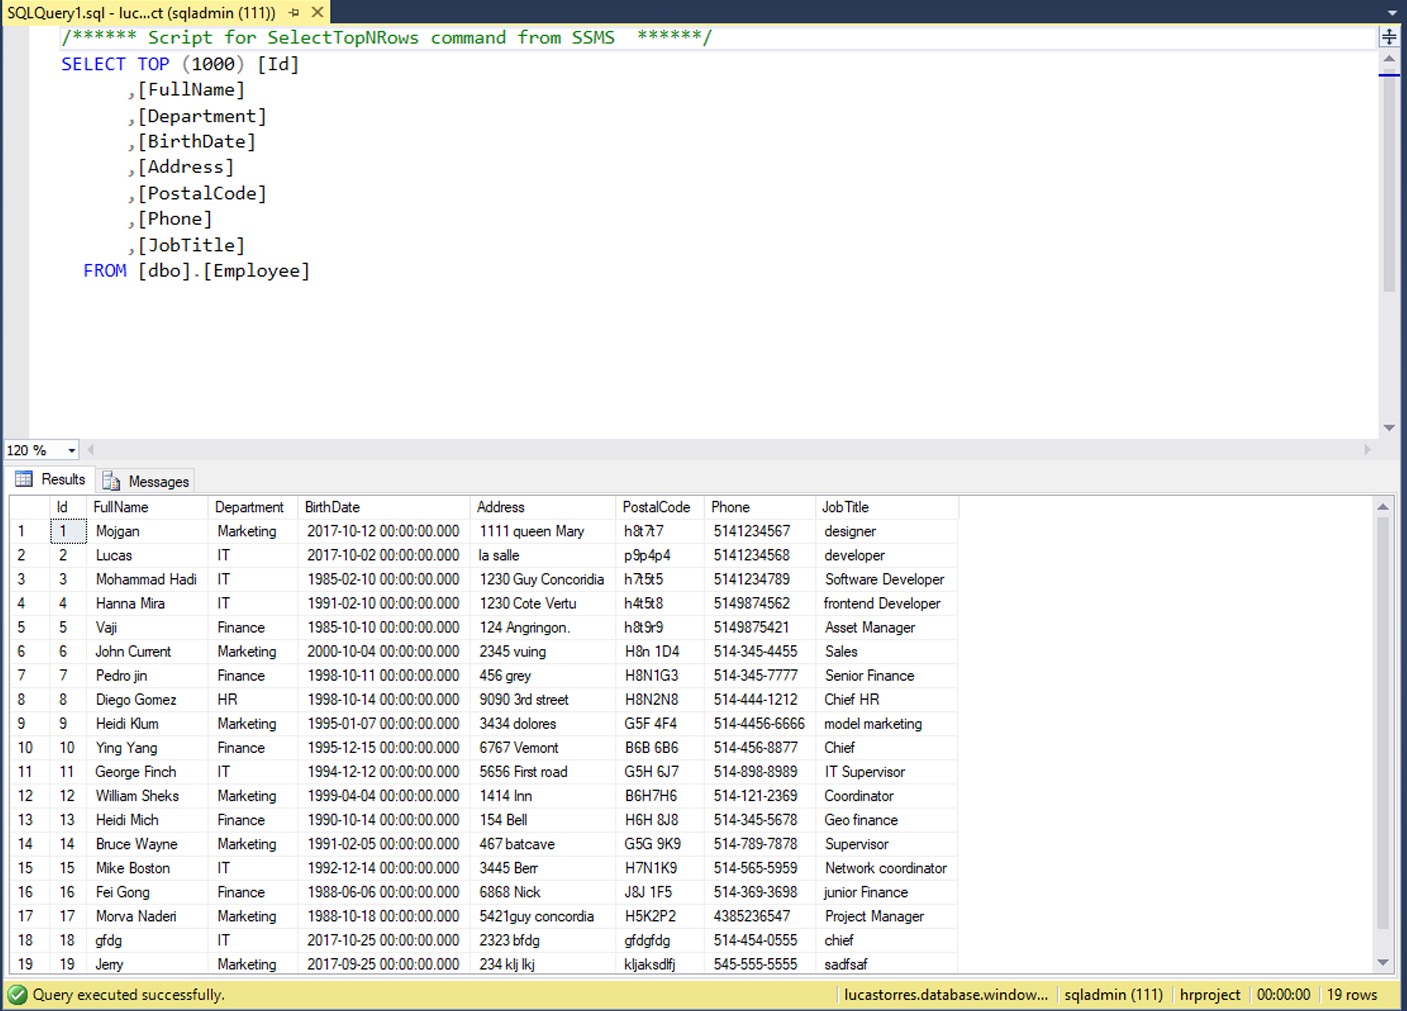 SQLQuery1.sql - luc...ct (sqladmin (111))
/****** Script for SelectTopNRows command from SSMS  ******/
SELECT TOP (1000) [Id]
,[FullName]
,[Department]
,[BirthDate]
,[Address]
,[PostalCode]
,[Phone]
,[JobTitle]
FROM [dbo].[Employee]
120 %
Results Messages
Id FullName Department BirthDate Address PostalCode Phone JobTitle
1 1 Mojgan Marketing 2017-10-12 00:00:00.000 1111 queen Mary h8t7t7 5141234567 designer
2 2 Lucas IT 2017-10-02 00:00:00.000 la salle p9p4p4 5141234568 developer
3 3 Mohammad Hadi IT 1985-02-10 00:00:00.000 1230 Guy Concoridia h7t5t5 5141234789 Software Developer
4 4 Hanna Mira IT 1991-02-10 00:00:00.000 1230 Cote Vertu h4t5t8 5149874562 frontend Developer
5 5 Vaji Finance 1985-10-10 00:00:00.000 124 Angringon. h8t9r9 5149875421 Asset Manager
6 6 John Current Marketing 2000-10-04 00:00:00.000 2345 vuing H8n 1D4 514-345-4455 Sales
7 7 Pedro jin Finance 1998-10-11 00:00:00.000 456 grey H8N1G3 514-345-7777 Senior Finance
8 8 Diego Gomez HR 1998-10-14 00:00:00.000 9090 3rd street H8N2N8 514-444-1212 Chief HR
9 9 Heidi Klum Marketing 1995-01-07 00:00:00.000 3434 dolores G5F 4F4 514-4456-6666 model marketing
10 10 Ying Yang Finance 1995-12-15 00:00:00.000 6767 Vemont B6B 6B6 514-456-8877 Chief
11 11 George Finch IT 1994-12-12 00:00:00.000 5656 First road G5H 6J7 514-898-8989 IT Supervisor
12 12 William Sheks Marketing 1999-04-04 00:00:00.000 1414 Inn B6H7H6 514-121-2369 Coordinator
13 13 Heidi Mich Finance 1990-10-14 00:00:00.000 154 Bell H6H 8J8 514-345-5678 Geo finance
14 14 Bruce Wayne Marketing 1991-02-05 00:00:00.000 467 batcave G5G 9K9 514-789-7878 Supervisor
15 15 Mike Boston IT 1992-12-14 00:00:00.000 3445 Berr H7N1K9 514-565-5959 Network coordinator
16 16 Fei Gong Finance 1988-06-06 00:00:00.000 6868 Nick J8J 1F5 514-369-3698 junior Finance
17 17 Morva Naderi Marketing 1988-10-18 00:00:00.000 5421guy concordia H5K2P2 4385236547 Project Manager
18 18 gfdg IT 2017-10-25 00:00:00.000 2323 bfdg gfdgfdg 514-454-0555 chief
19 19 Jerry Marketing 2017-09-25 00:00:00.000 234 klj lkj kljaksdlfj 545-555-5555 sadfsaf
Query executed successfully. lucastorres.database.window... sqladmin (111) hrproject 00:00:00 19 rows